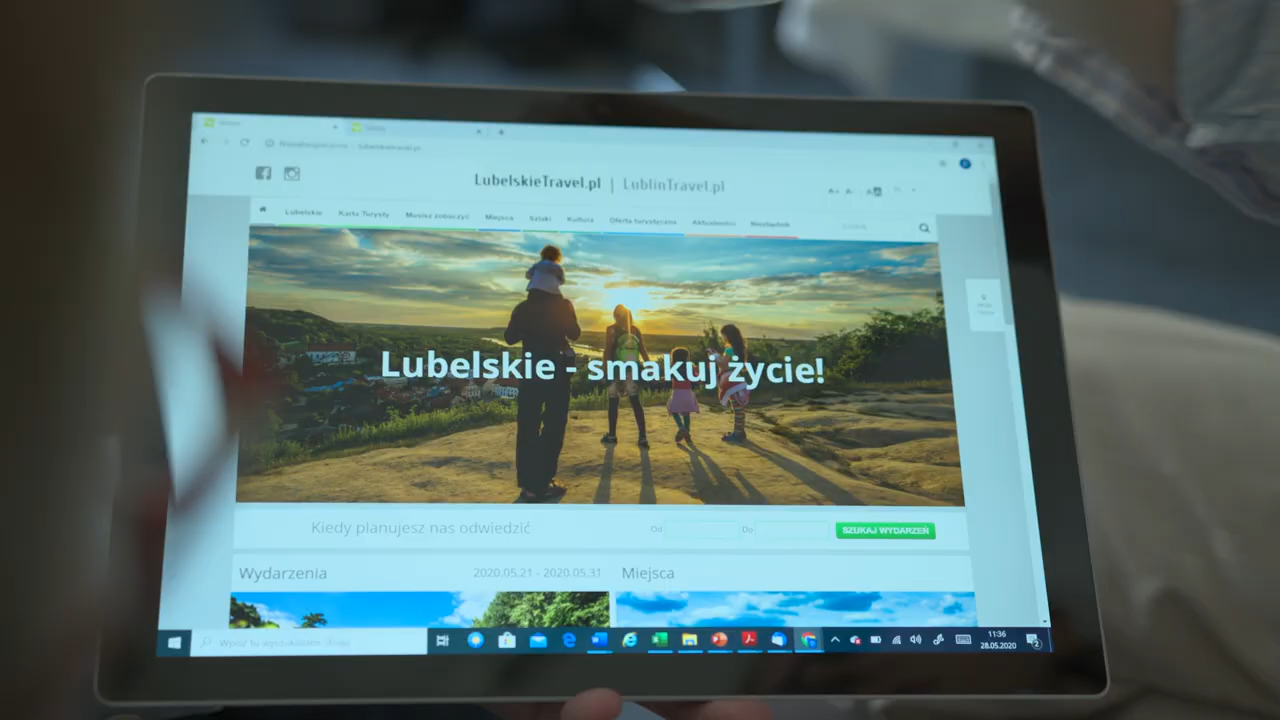 LubelskieTravel.pl | LublinTravel.pl
A+ A-
Lubelskie Karta Turysty Musisz zobaczyć Miejsca Szlaki Kultura Oferta turystyczna Aktualności Niezbędnik
Lubelskie - smakuj życie!
Kiedy planujesz nas odwiedzić
Od Do SZUKAJ WYDARZEŃ
Wydarzenia 2020.05.21 - 2020.05.31 Miejsca
11:36
28.05.2020
2